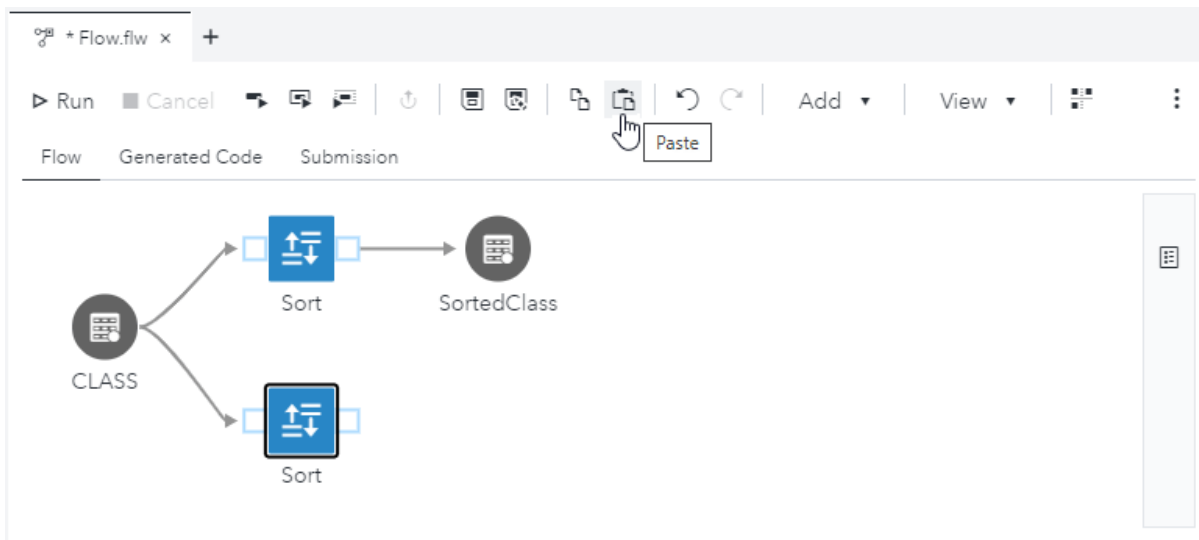 * Flow.flw × +
Run Cancel Add View
Paste
Flow Generated Code Submission
Sort SortedClass
CLASS
Sort